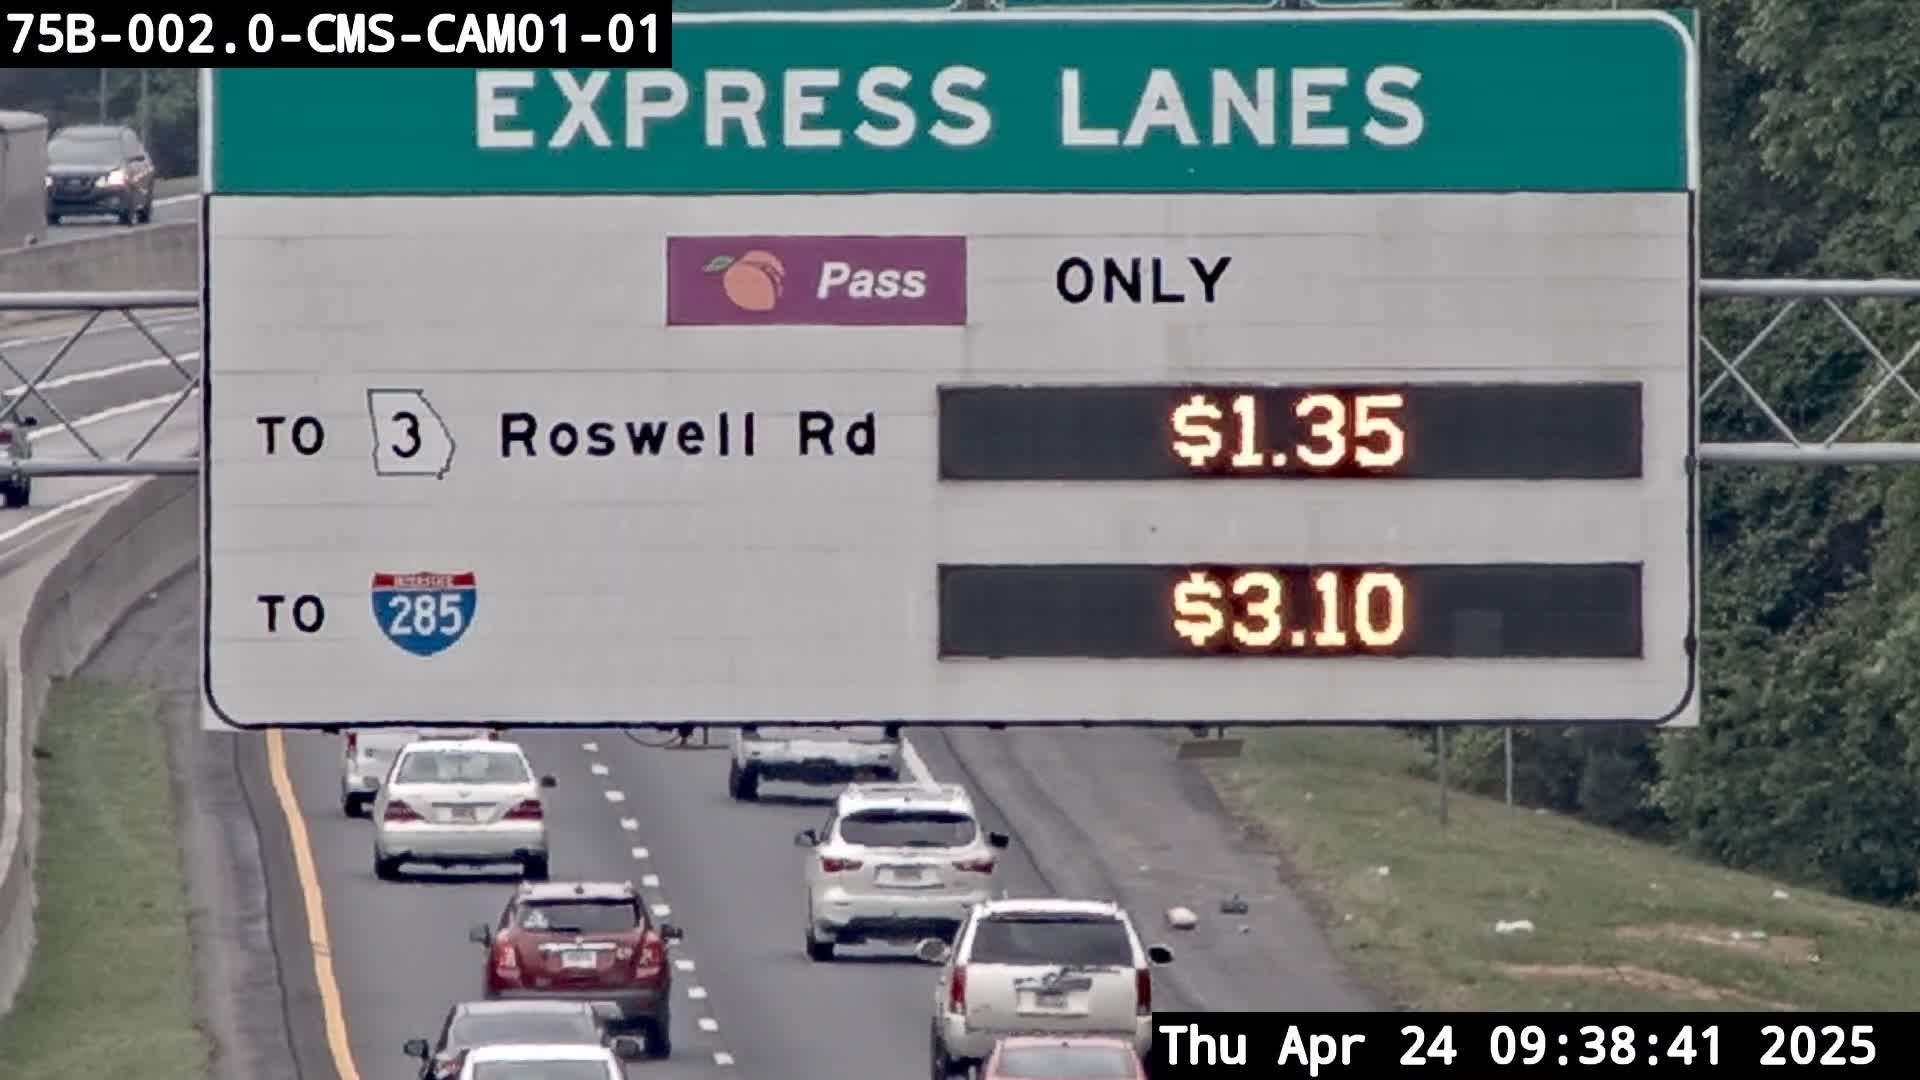 75B-002.0-CMS-CAM01-01
EXPRESS LANES
Pass ONLY
TO 3 Roswell Rd $1.35
INTERSTATE
TO 285 $3.10
Thu Apr 24 09:38:41 2025